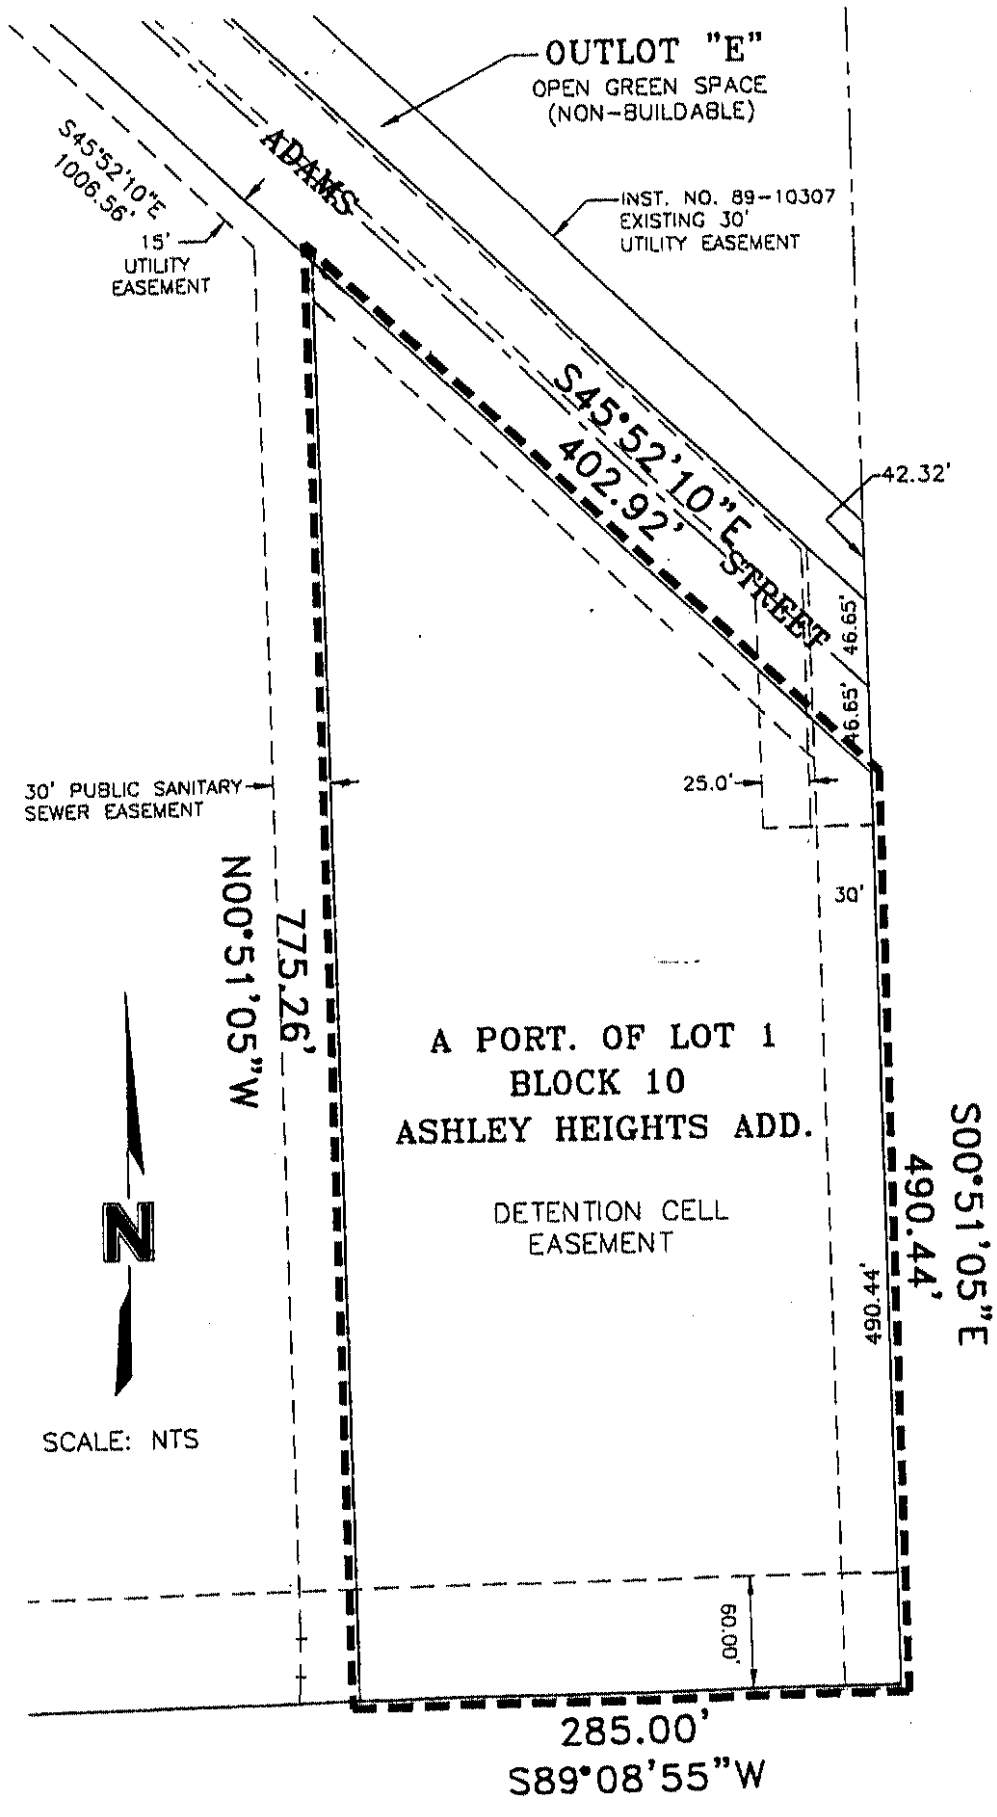 OUTLOT "E"
OPEN GREEN SPACE
(NON-BUILDABLE)
ADAMS
S45°52'10"E
1006.56'
15'
UTILITY
EASEMENT
INST. NO. 89-10307
EXISTING 30'
UTILITY EASEMENT
S45°52'10"E
402.92'
STREET
42.32'
46.65'
46.65'
30' PUBLIC SANITARY
SEWER EASEMENT
25.0'
30'
N00°51'05"W
775.26'
A PORT. OF LOT 1
BLOCK 10
ASHLEY HEIGHTS ADD.
DETENTION CELL
EASEMENT
S00°51'05"E
490.44'
490.44'
N
SCALE: NTS
60.00'
285.00'
S89°08'55"W